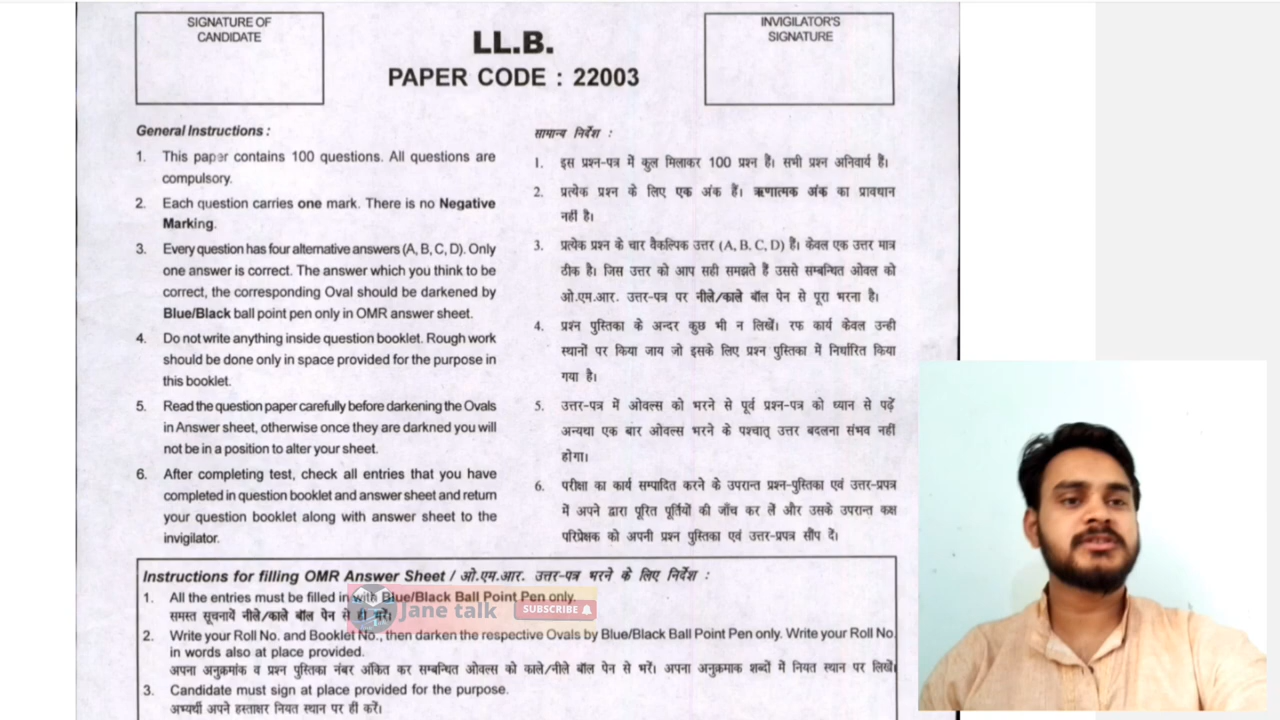 SIGNATURE OF
CANDIDATE
LL.B.
PAPER CODE : 22003
INVIGILATOR'S
SIGNATURE
General Instructions :
1. This paper contains 100 questions. All questions are
compulsory.
2. Each question carries one mark. There is no Negative
Marking.
3. Every question has four alternative answers (A, B, C, D). Only
one answer is correct. The answer which you think to be
correct, the corresponding Oval should be darkened by
Blue/Black ball point pen only in OMR answer sheet.
4. Do not write anything inside question booklet. Rough work
should be done only in space provided for the purpose in
this booklet.
5. Read the question paper carefully before darkening the Ovals
in Answer sheet, otherwise once they are darkned you will
not be in a position to alter your sheet.
6. After completing test, check all entries that you have
completed in question booklet and answer sheet and return
your question booklet along with answer sheet to the
invigilator.
सामान्य निर्देश :
1. इस प्रश्न-पत्र में कुल मिलाकर 100 प्रश्न हैं। सभी प्रश्न अनिवार्य हैं।
2. प्रत्येक प्रश्न के लिए एक अंक हैं। ऋणात्मक अंक का प्रावधान
नहीं है।
3. प्रत्येक प्रश्न के चार वैकल्पिक उत्तर (A, B, C, D) हैं। केवल एक उत्तर मात्र
ठीक है। जिस उत्तर को आप सही समझते हैं उससे सम्बन्धित ओवल को
ओ.एम.आर. उत्तर-पत्र पर नीले/काले बॉल पेन से पूरा भरना है।
4. प्रश्न पुस्तिका के अन्दर कुछ भी न लिखें। रफ कार्य केवल उन्ही
स्थानों पर किया जाय जो इसके लिए प्रश्न पुस्तिका में निर्धारित किया
गया है।
5. उत्तर-पत्र में ओवल्स को भरने से पूर्व प्रश्न-पत्र को ध्यान से पढ़ें
अन्यथा एक बार ओवल्स भरने के पश्चात् उत्तर बदलना संभव नहीं
होगा।
6. परीक्षा का कार्य सम्पादित करने के उपरान्त प्रश्न-पुस्तिका एवं उत्तर-प्रपत्र
में अपने द्वारा पूरित पूर्तियों की जाँच कर लें और उसके उपरान्त कक्ष
परिप्रेक्षक को अपनी प्रश्न पुस्तिका एवं उत्तर-प्रपत्र सौंप दें।
Instructions for filling OMR Answer Sheet / ओ.एम.आर. उत्तर-पत्र भरने के लिए निर्देश :
1. All the entries must be filled in with Blue/Black Ball Point Pen only.
समस्त सूचनायें नीले/काले बॉल पेन से ही भरें।
Jane talk
SUBSCRIBE
2. Write your Roll No. and Booklet No., then darken the respective Ovals by Blue/Black Ball Point Pen only. Write your Roll No.
in words also at place provided.
अपना अनुक्रमांक व प्रश्न पुस्तिका नंबर अंकित कर सम्बन्धित ओवल्स को काले/नीले बॉल पेन से भरें। अपना अनुक्रमाक शब्दों में नियत स्थान पर लिखें।
3. Candidate must sign at place provided for the purpose.
अभ्यर्थी अपने हस्ताक्षर नियत स्थान पर ही करें।